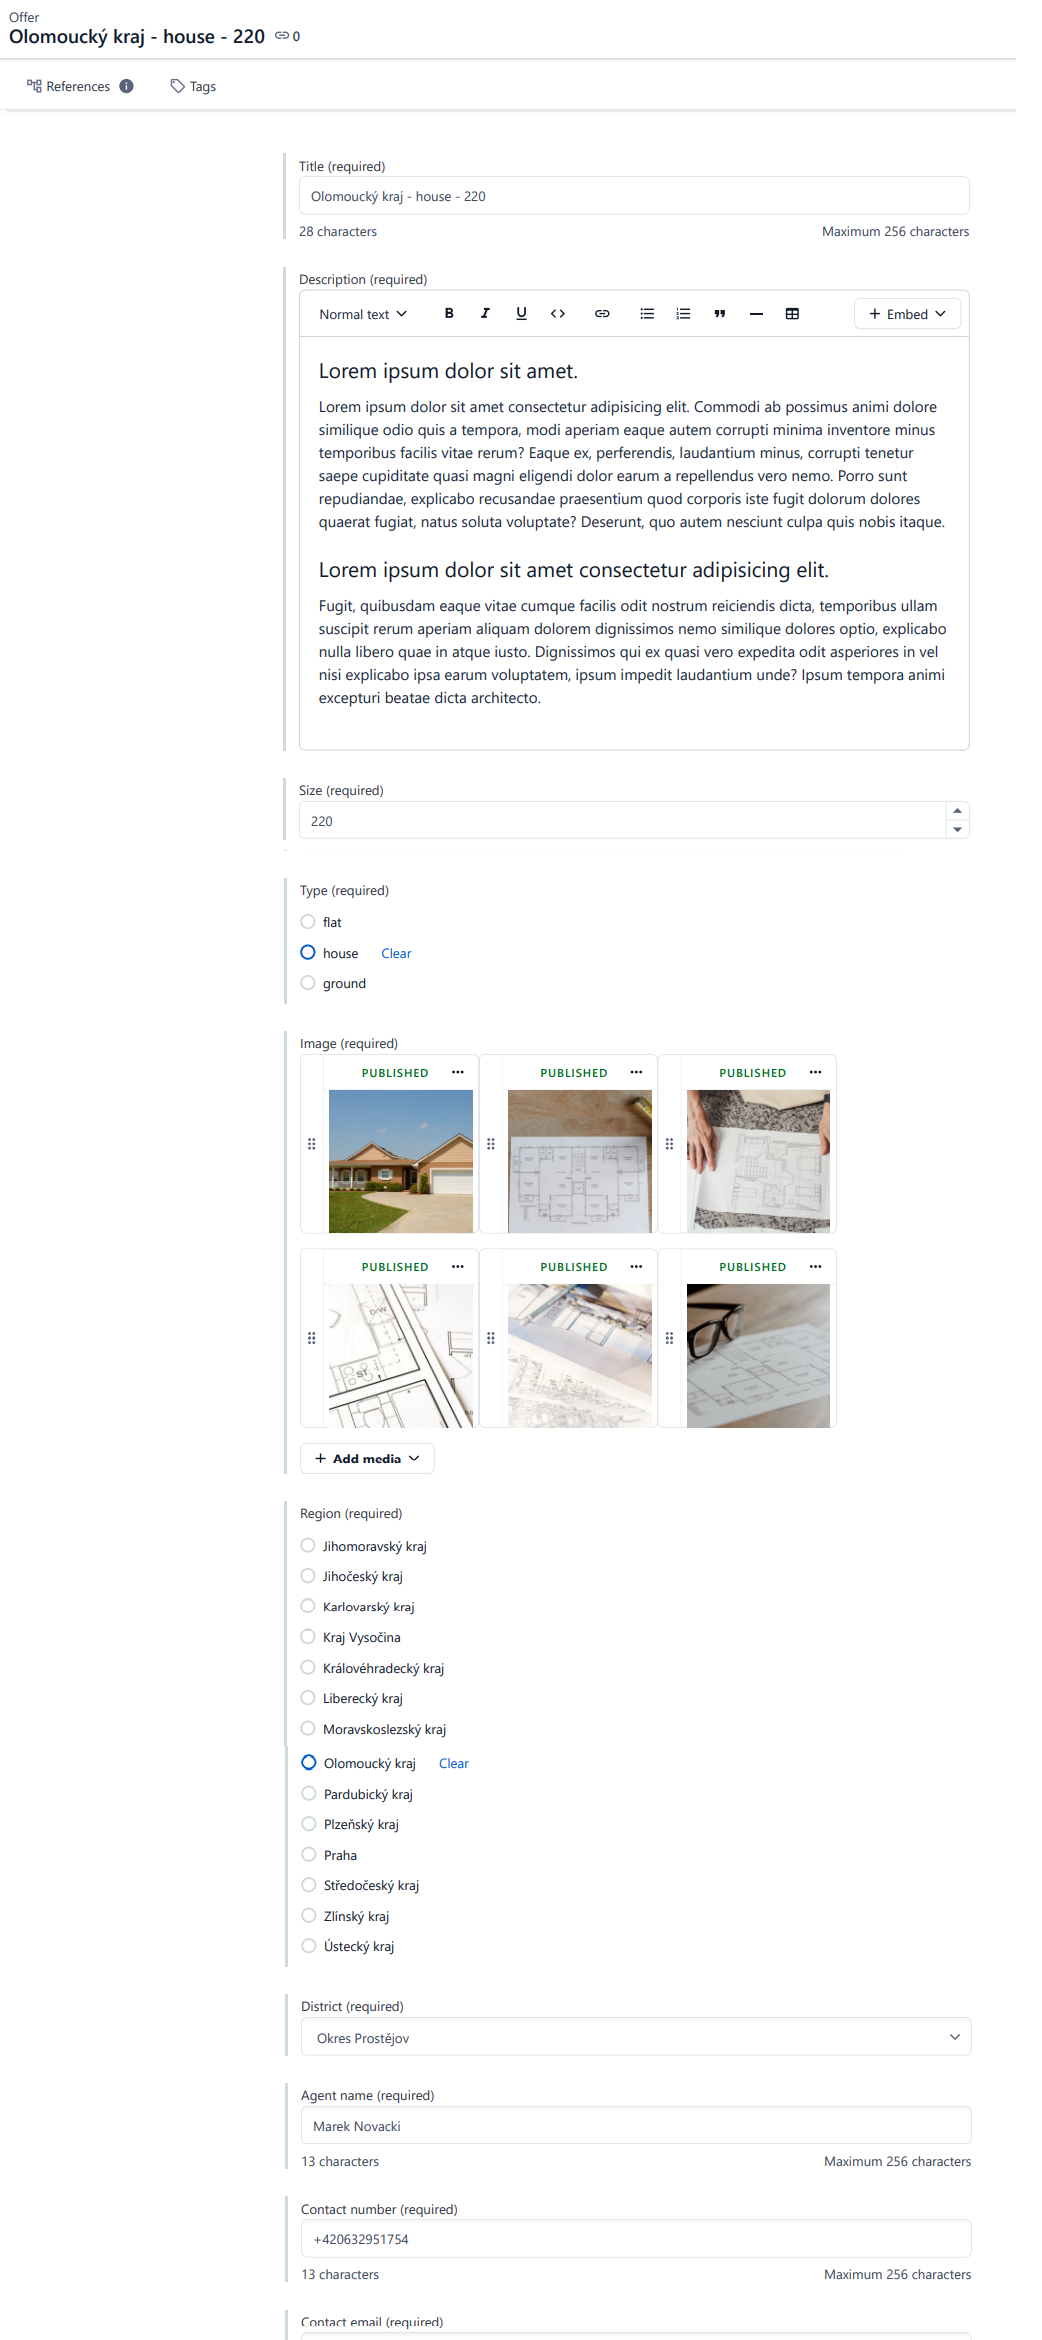 Offer
Olomoucký kraj - house - 220 0
References
Tags
Title (required)
Olomoucký kraj - house - 220
28 characters Maximum 256 characters
Description (required)
Normal text B I U Embed
Lorem ipsum dolor sit amet.
Lorem ipsum dolor sit amet consectetur adipisicing elit. Commodi ab possimus animi dolore
similique odio quis a tempora, modi aperiam eaque autem corrupti minima inventore minus
temporibus facilis vitae rerum? Eaque ex, perferendis, laudantium minus, corrupti tenetur
saepe cupiditate quasi magni eligendi dolor earum a repellendus vero nemo. Porro sunt
repudiandae, explicabo recusandae praesentium quod corporis iste fugit dolorum dolores
quaerat fugiat, natus soluta voluptate? Deserunt, quo autem nesciunt culpa quis nobis itaque.
Lorem ipsum dolor sit amet consectetur adipisicing elit.
Fugit, quibusdam eaque vitae cumque facilis odit nostrum reiciendis dicta, temporibus ullam
suscipit rerum aperiam aliquam dolorem dignissimos nemo similique dolores optio, explicabo
nulla libero quae in atque iusto. Dignissimos qui ex quasi vero expedita odit asperiores in vel
nisi explicabo ipsa earum voluptatem, ipsum impedit laudantium unde? Ipsum tempora animi
excepturi beatae dicta architecto.
Size (required)
220
Type (required)
flat
house Clear
ground
Image (required)
PUBLISHED PUBLISHED PUBLISHED
PUBLISHED PUBLISHED PUBLISHED
D/W
ST
Add media
Region (required)
Jihomoravský kraj
Jihočeský kraj
Karlovarský kraj
Kraj Vysočina
Královéhradecký kraj
Liberecký kraj
Moravskoslezský kraj
Olomoucký kraj Clear
Pardubický kraj
Plzeňský kraj
Praha
Středočeský kraj
Zlínský kraj
Ústecký kraj
District (required)
Okres Prostějov
Agent name (required)
Marek Novacki
13 characters Maximum 256 characters
Contact number (required)
+420632951754
13 characters Maximum 256 characters
Contact email (required)